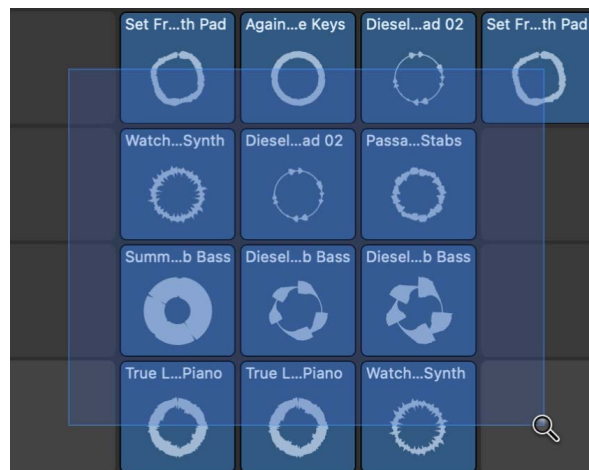 Set Fr...th Pad
Again...e Keys
Diesel...ad 02
Set Fr...th Pad
Watch...Synth
Diesel...ad 02
Passa...Stabs
Summ...b Bass
Diesel...b Bass
Diesel...b Bass
True L...Piano
True L...Piano
Watch...Synth